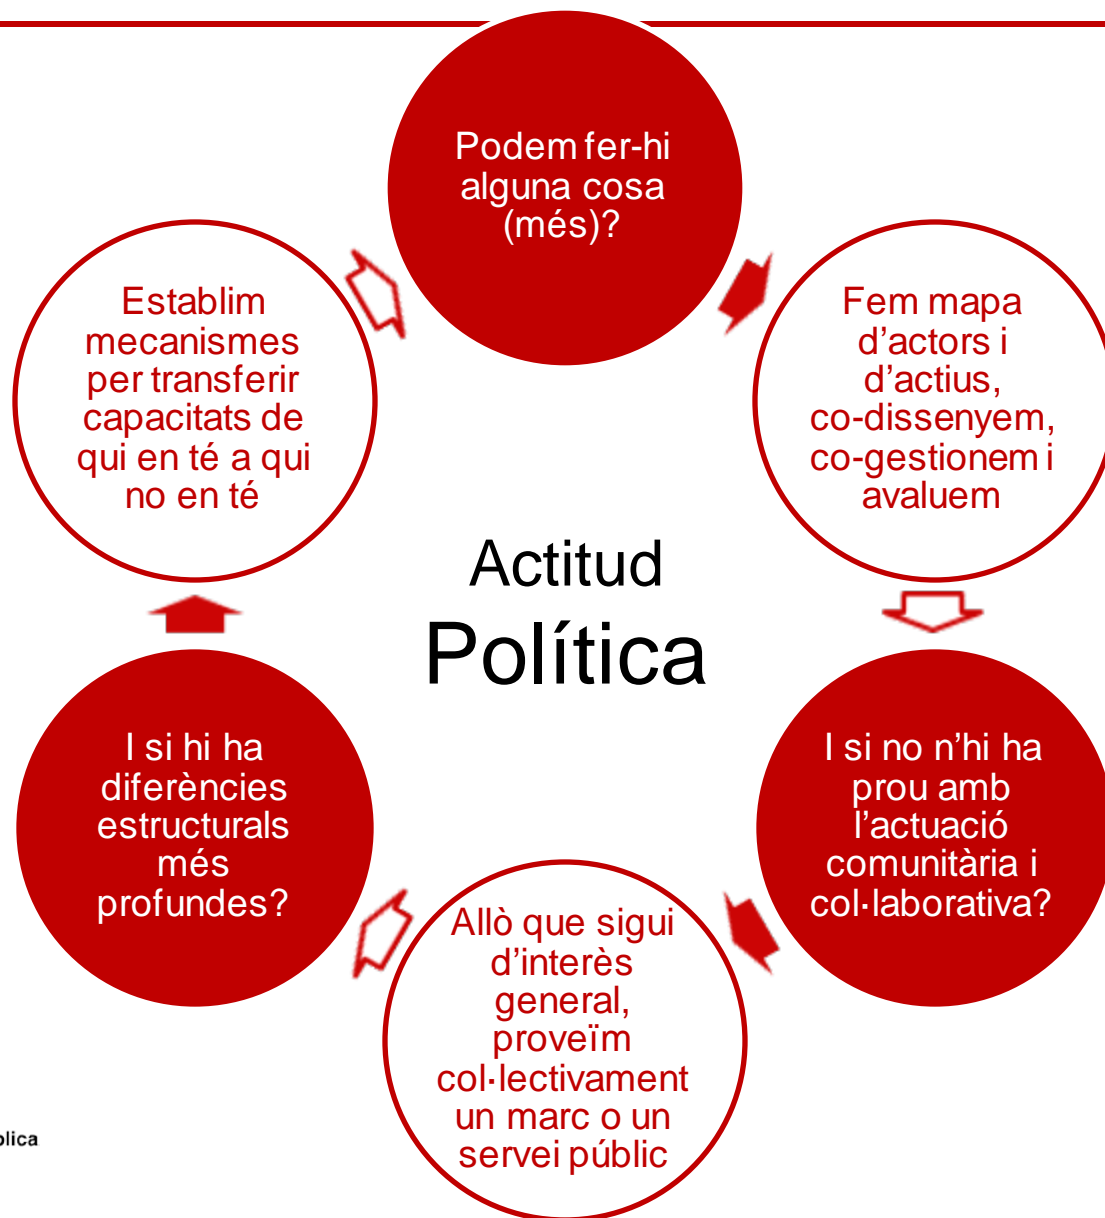 Podem fer-hi
alguna cosa
(més)?
Fem mapa
d’actors i
d’actius,
co-dissenyem,
co-gestionem i
avaluem
I si no n’hi ha
prou amb
l’actuació
comunitària i
col·laborativa?
Allò que sigui
d’interès
general,
proveïm
col·lectivament
un marc o un
servei públic
I si hi ha
diferències
estructurals
més
profundes?
Establim
mecanismes
per transferir
capacitats de
qui en té a qui
no en té
Actitud
Política